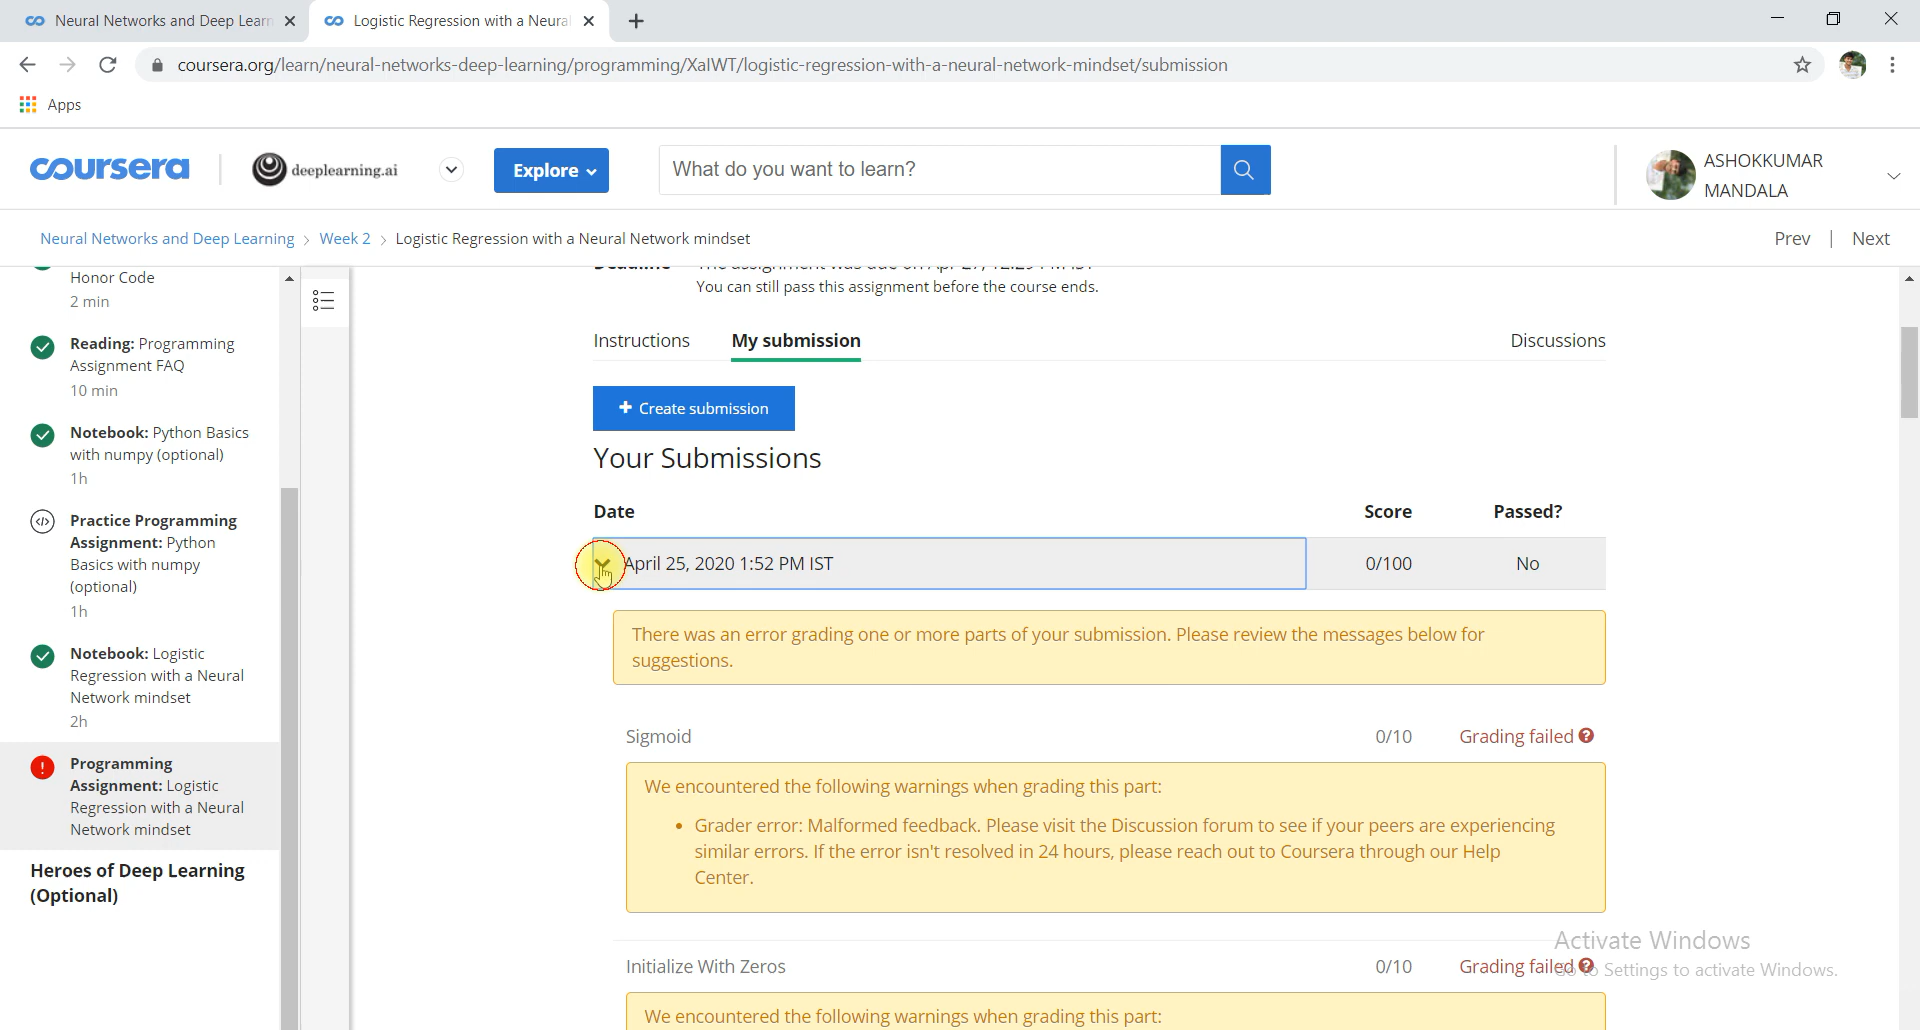 Neural Networks and Deep Learn
Logistic Regression with a Neura
coursera.org/learn/neural-networks-deep-learning/programming/XaIWT/logistic-regression-with-a-neural-network-mindset/submission
Apps
coursera
deeplearning.ai
Explore
What do you want to learn?
ASHOKKUMAR
MANDALA
Neural Networks and Deep Learning > Week 2 > Logistic Regression with a Neural Network mindset
Prev | Next
Honor Code
2 min
Reading: Programming
Assignment FAQ
10 min
Notebook: Python Basics
with numpy (optional)
1h
Practice Programming
Assignment: Python
Basics with numpy
(optional)
1h
Notebook: Logistic
Regression with a Neural
Network mindset
2h
Programming
Assignment: Logistic
Regression with a Neural
Network mindset
Heroes of Deep Learning
(Optional)
Deadline The assignment was due on Apr 27, 12:29 PM IST
You can still pass this assignment before the course ends.
Instructions My submission Discussions
+ Create submission
Your Submissions
Date Score Passed?
April 25, 2020 1:52 PM IST 0/100 No
There was an error grading one or more parts of your submission. Please review the messages below for
suggestions.
Sigmoid 0/10 Grading failed
We encountered the following warnings when grading this part:
• Grader error: Malformed feedback. Please visit the Discussion forum to see if your peers are experiencing
similar errors. If the error isn't resolved in 24 hours, please reach out to Coursera through our Help
Center.
Initialize With Zeros 0/10 Grading failed
We encountered the following warnings when grading this part:
Activate Windows
Go to Settings to activate Windows.